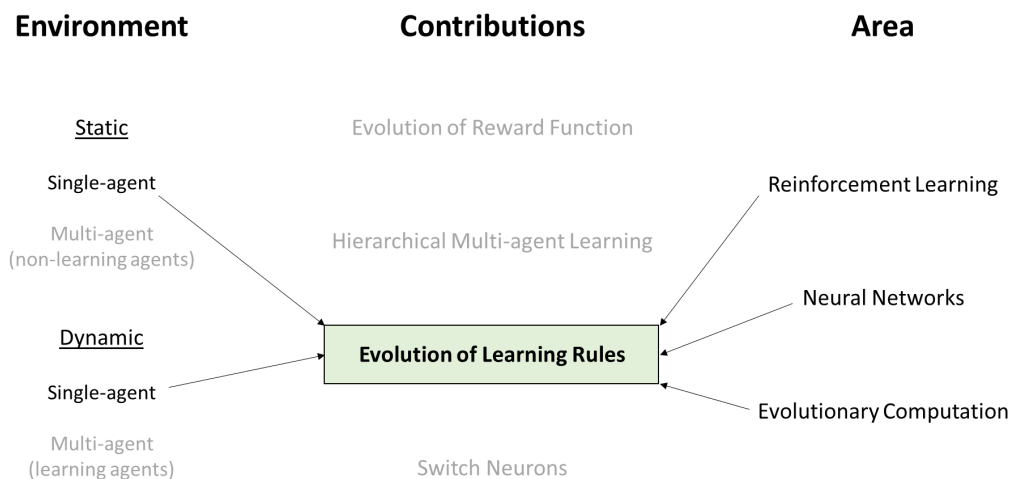 Environment
Contributions
Area
Static
Single-agent
Multi-agent
(non-learning agents)
Dynamic
Single-agent
Multi-agent
(learning agents)
Evolution of Reward Function
Hierarchical Multi-agent Learning
Evolution of Learning Rules
Switch Neurons
Reinforcement Learning
Neural Networks
Evolutionary Computation